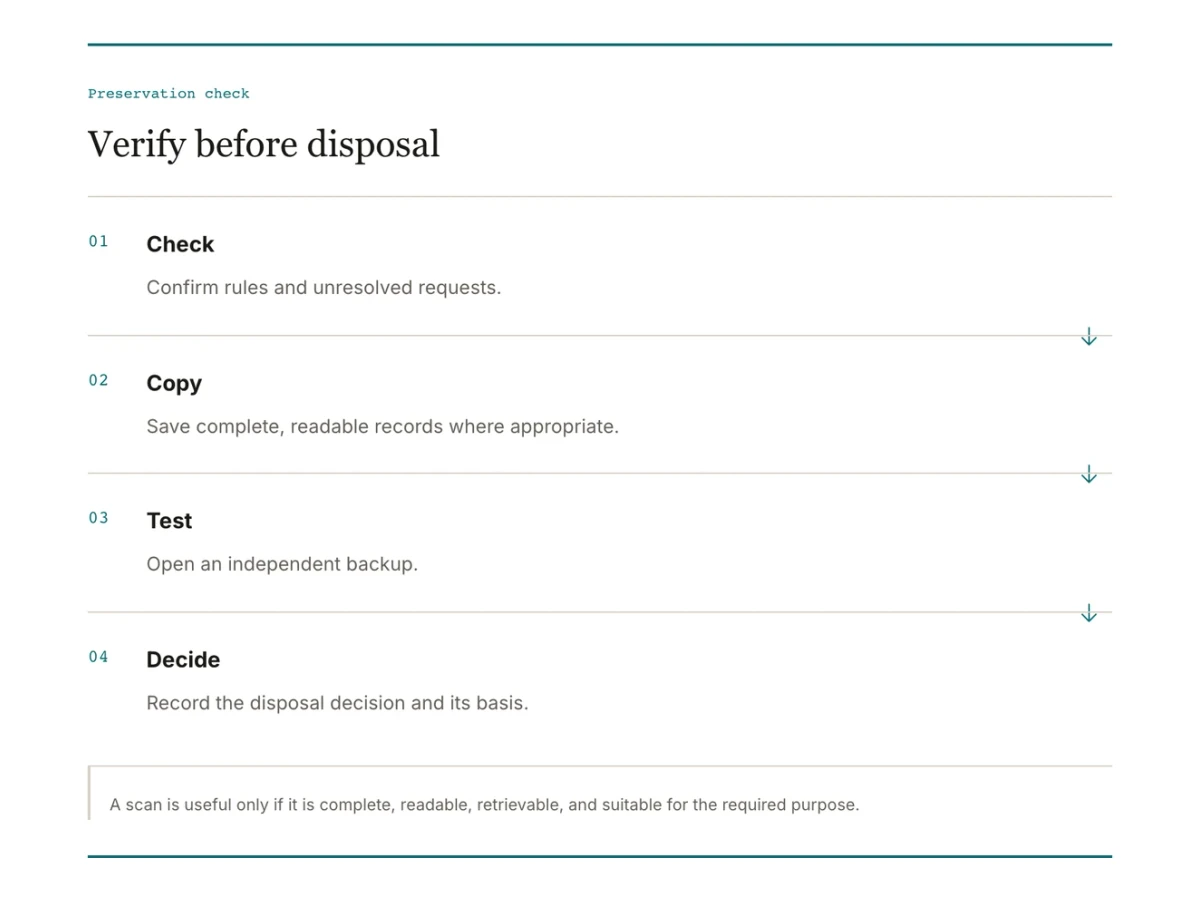 Preservation check
Verify before disposal
01
Check
Confirm rules and unresolved requests.
02
Copy
Save complete, readable records where appropriate.
03
Test
Open an independent backup.
04
Decide
Record the disposal decision and its basis.
A scan is useful only if it is complete, readable, retrievable, and suitable for the required purpose.